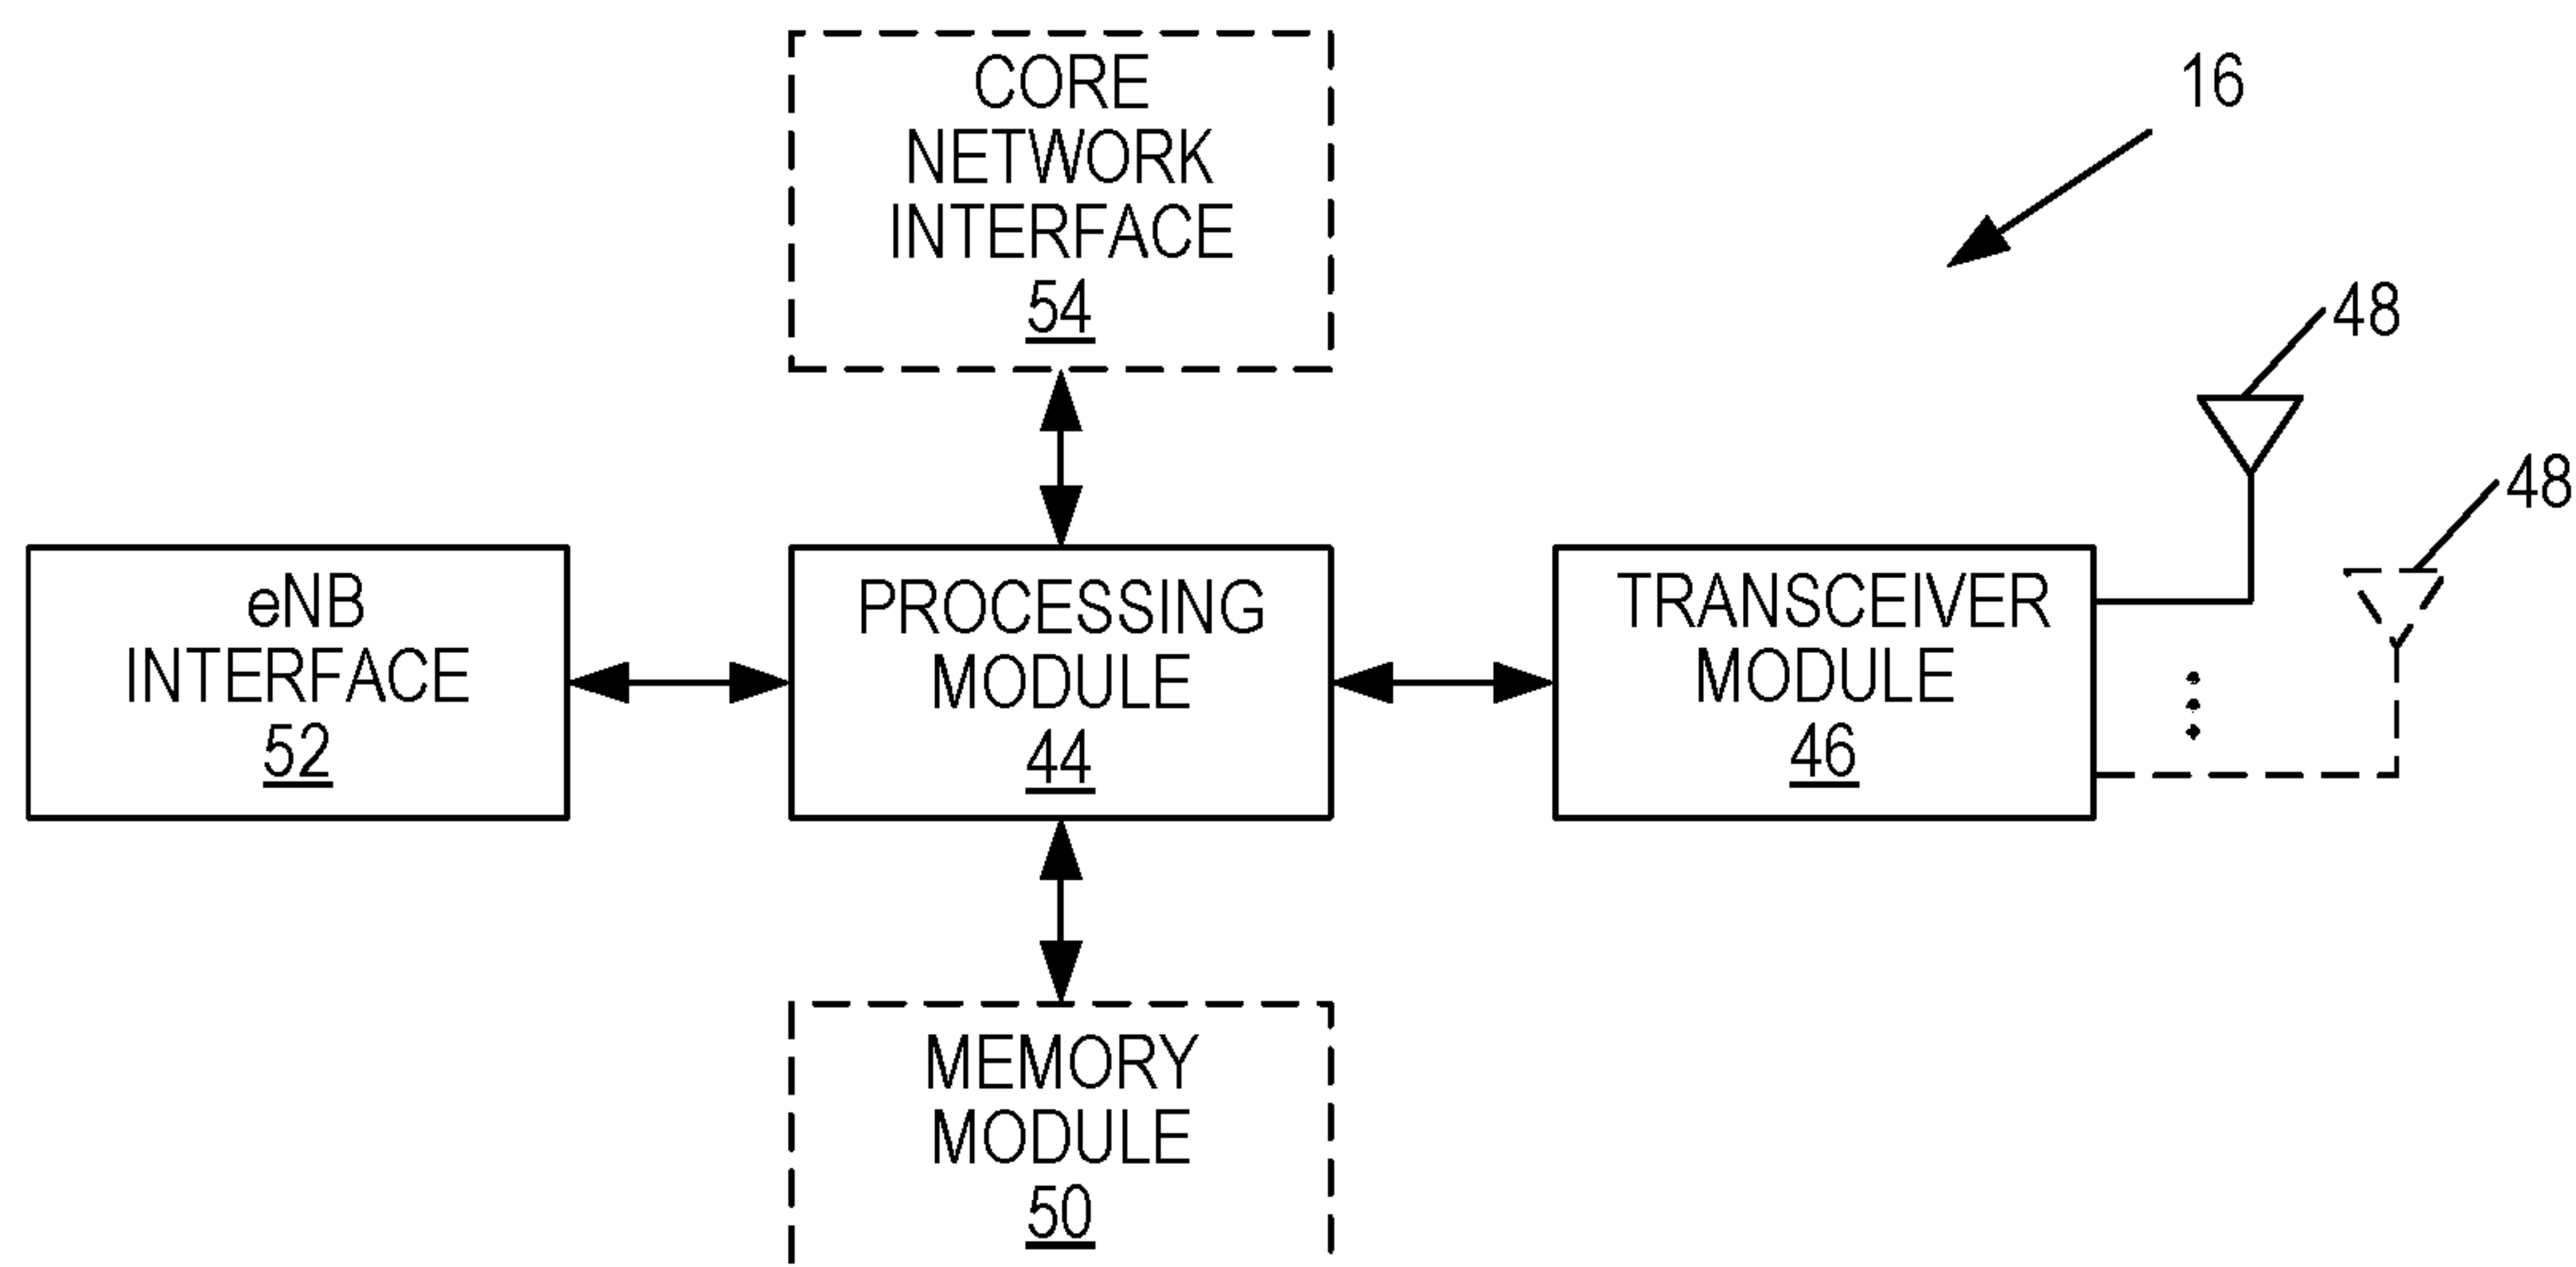 CORE
NETWORK
INTERFACE
54
16
48
48
eNB
INTERFACE
52
PROCESSING
MODULE
44
TRANSCEIVER
MODULE
46
MEMORY
MODULE
50